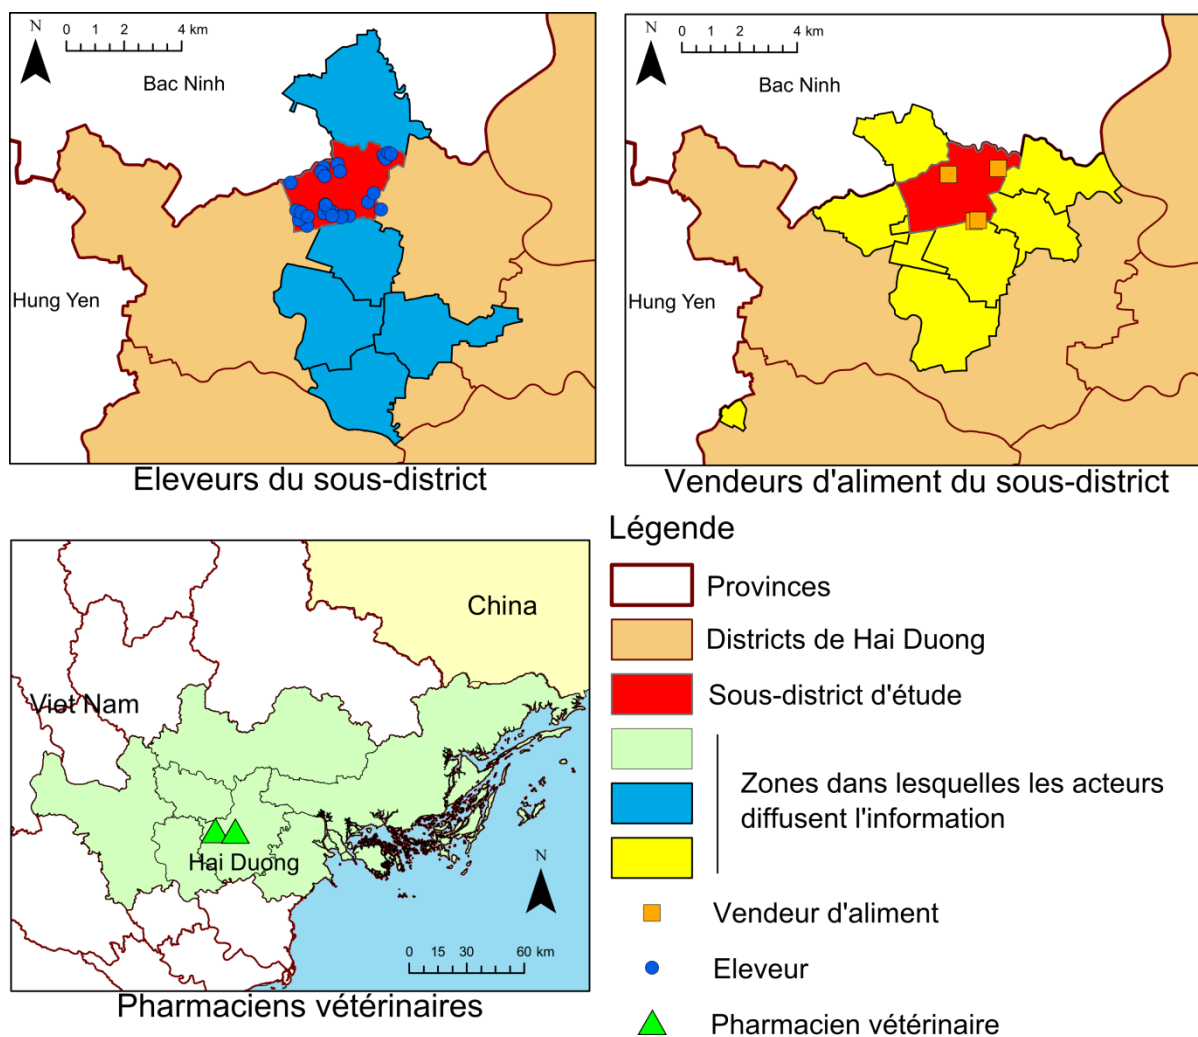 N
0 1 2 4 km
Bac Ninh
Hung Yen
Eleveurs du sous-district
N
0 1 2 4 km
Bac Ninh
Hung Yen
Vendeurs d'aliment du sous-district
China
Viet Nam
Hai Duong
N
0 15 30 60 km
Pharmaciens vétérinaires
Légende
Provinces
Districts de Hai Duong
Sous-district d'étude
Zones dans lesquelles les acteurs
diffusent l'information
Vendeur d'aliment
Eleveur
Pharmacien vétérinaire